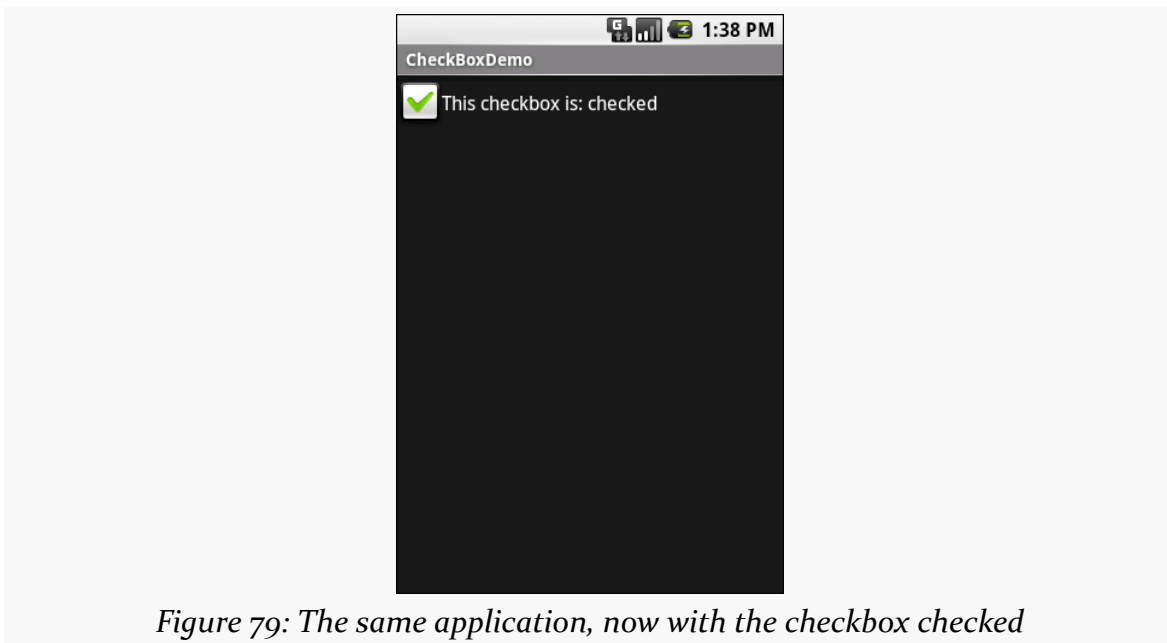 G 1:38 PM
CheckBoxDemo
This checkbox is: checked
Figure 79: The same application, now with the checkbox checked